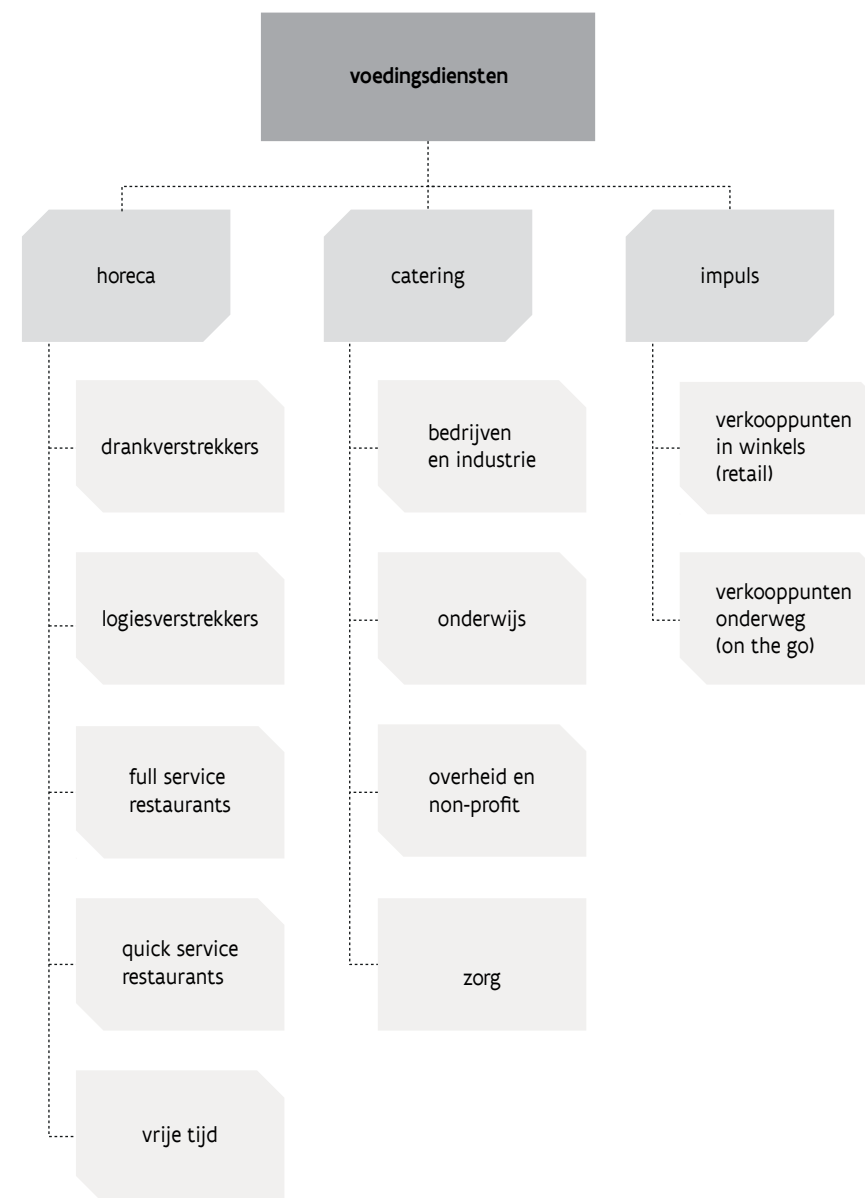 voedingsdiensten
horeca
catering
impuls
drankverstrekkers
logiesverstrekkers
full service
restaurants
quick service
restaurants
vrije tijd
bedrijven
en industrie
onderwijs
overheid en
non-profit
zorg
verkooppunten
in winkels
(retail)
verkooppunten
onderweg
(on the go)